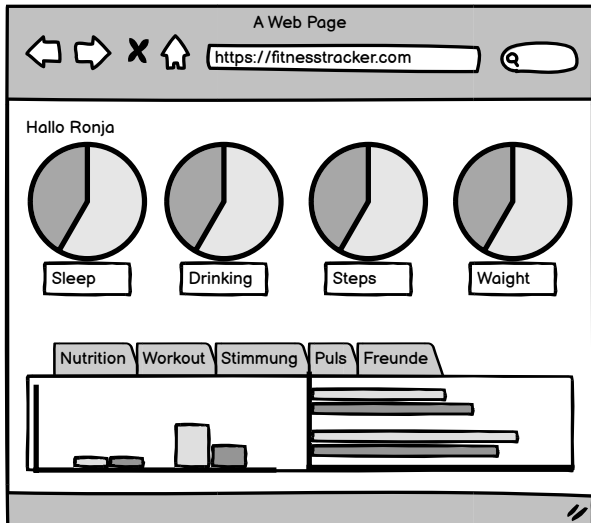 A Web Page
https://fitnesstracker.com
Hallo Ronja
Sleep Drinking Steps Waight
Nutrition Workout Stimmung Puls Freunde